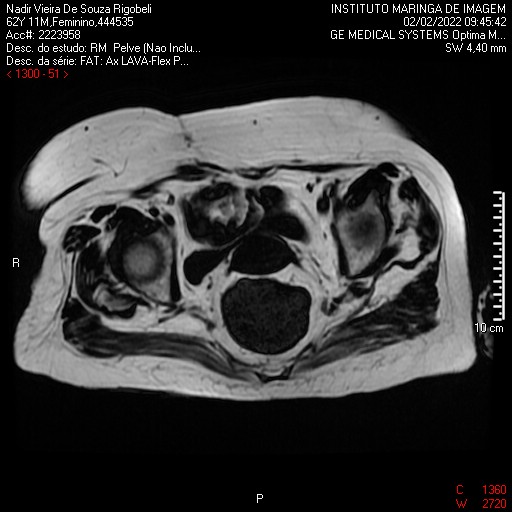 Nadir Vieira De Souza Rigobeli
62Y 11M,Feminino,444535
Acc#: 2223958
Desc. do estudo: RM Pelve (Nao Inclu...
Desc. da série: FAT: Ax LAVA-Flex P...
< 1300 - 51 >
INSTITUTO MARINGA DE IMAGEM
02/02/2022 09:45:42
GE MEDICAL SYSTEMS Optima M...
SW 4,40 mm
R
10 cm
P
C 1360
W 2720